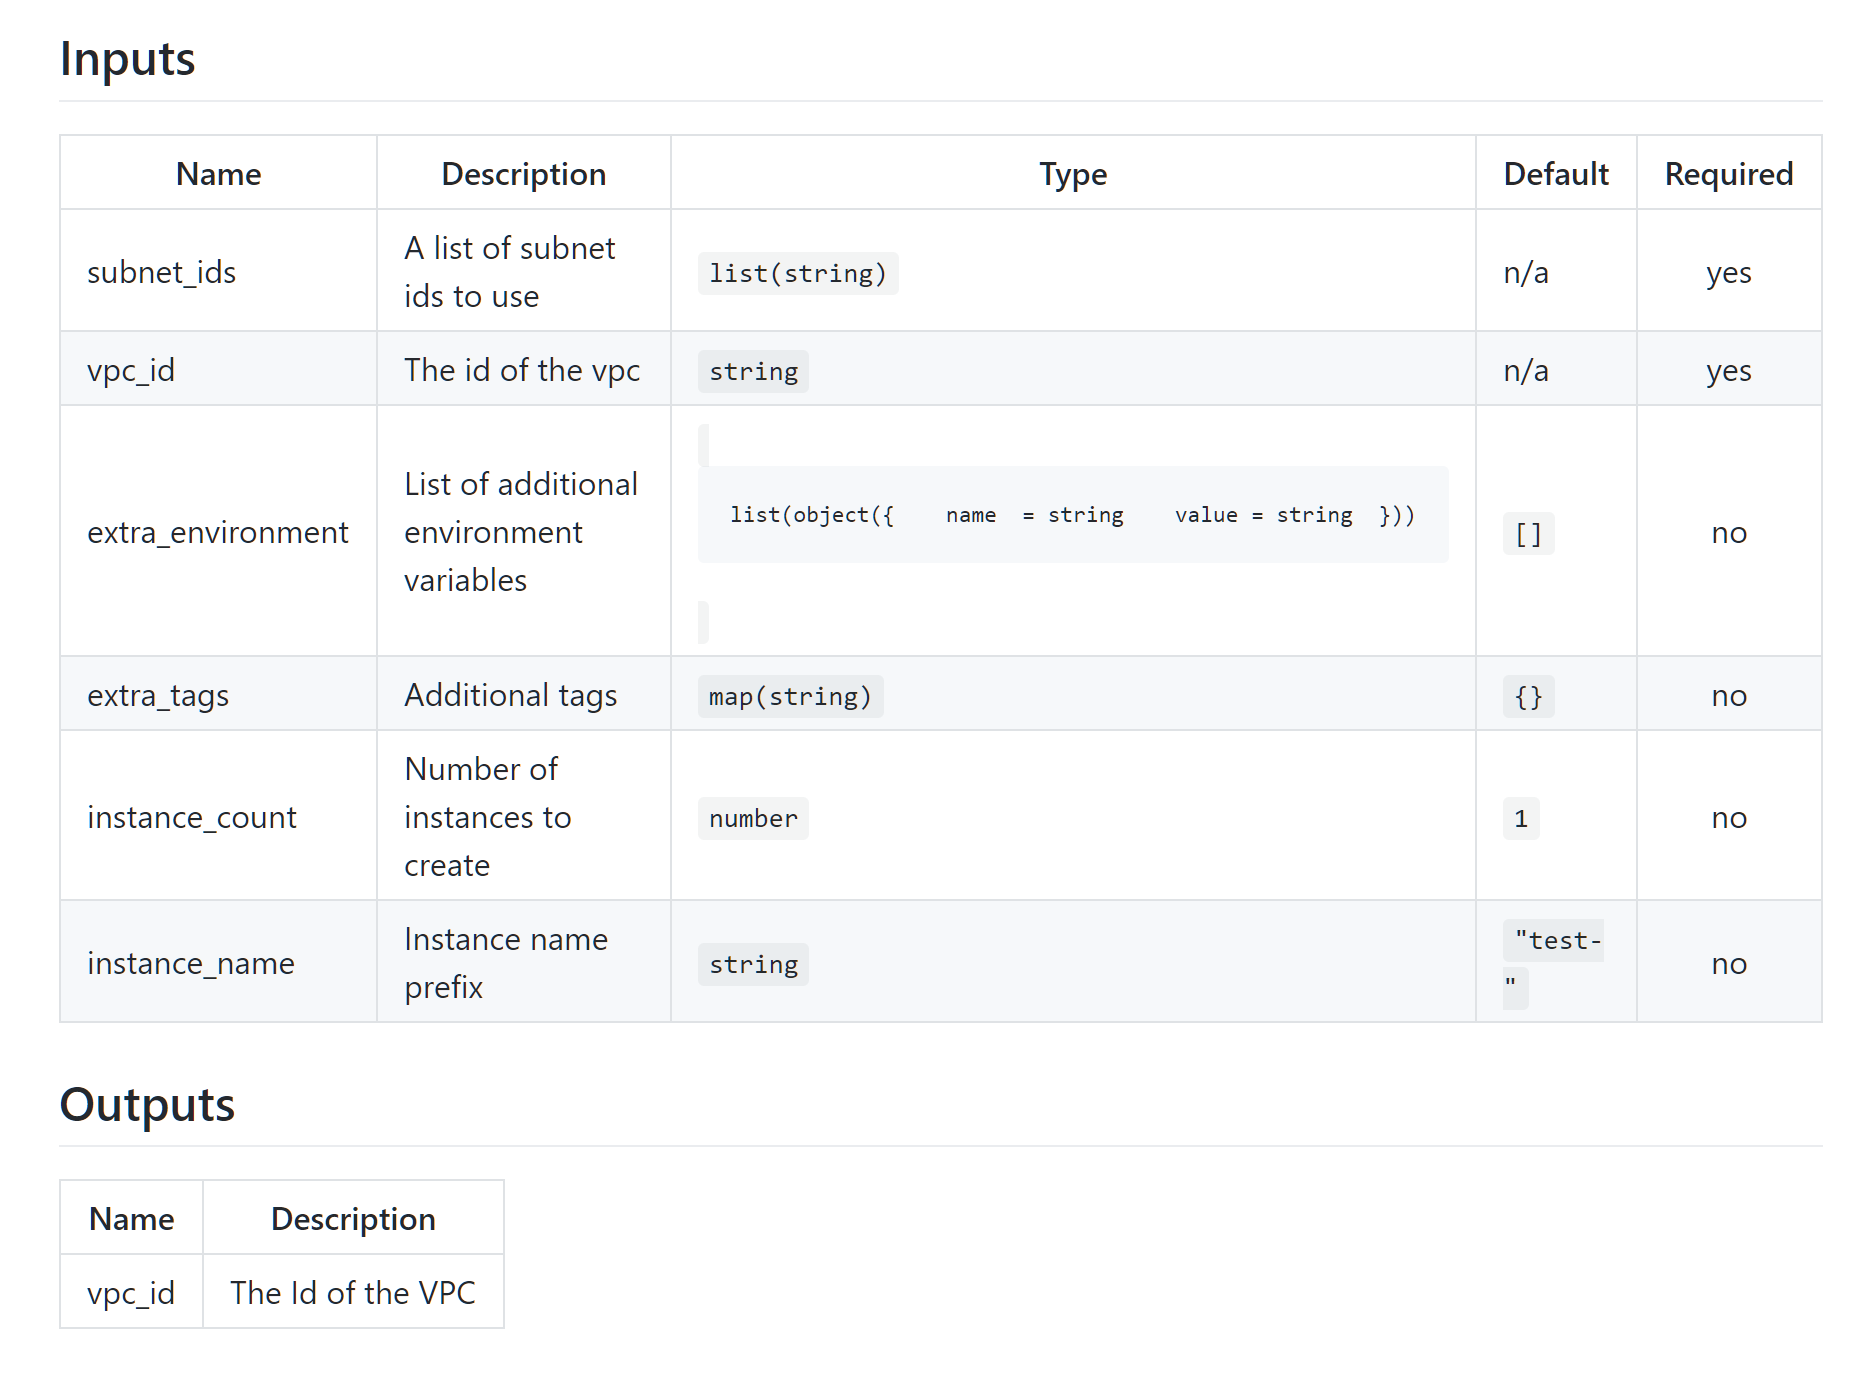 Inputs
Name Description Type Default Required
subnet_ids A list of subnet ids to use list(string) n/a yes
vpc_id The id of the vpc string n/a yes
extra_environment List of additional environment variables list(object({    name  = string    value = string  })) [] no
extra_tags Additional tags map(string) {} no
instance_count Number of instances to create number 1 no
instance_name Instance name prefix string "test-" no
Outputs
Name Description
vpc_id The Id of the VPC